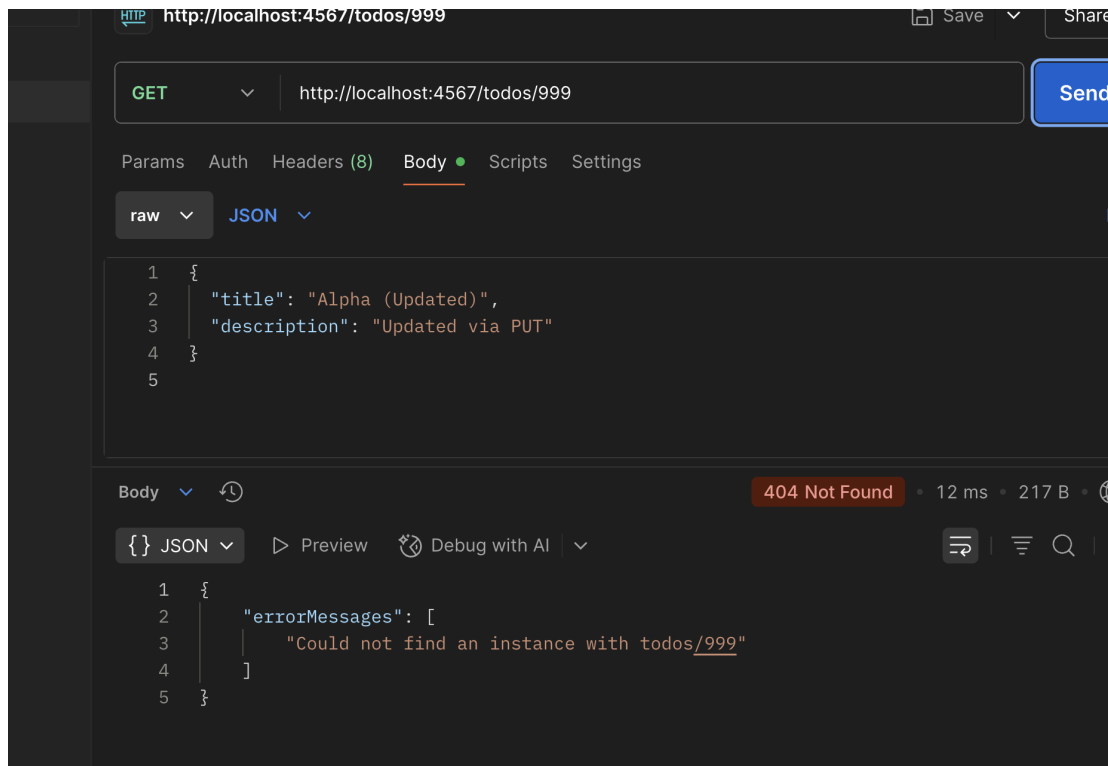 HTTP http://localhost:4567/todos/999 Save Share
GET http://localhost:4567/todos/999 Send
Params Auth Headers (8) Body Scripts Settings
raw JSON
1 {
2 "title": "Alpha (Updated)",
3 "description": "Updated via PUT"
4 }
5
Body 404 Not Found 12 ms 217 B
{} JSON Preview Debug with AI
1 {
2 "errorMessages": [
3 "Could not find an instance with todos/999"
4 ]
5 }